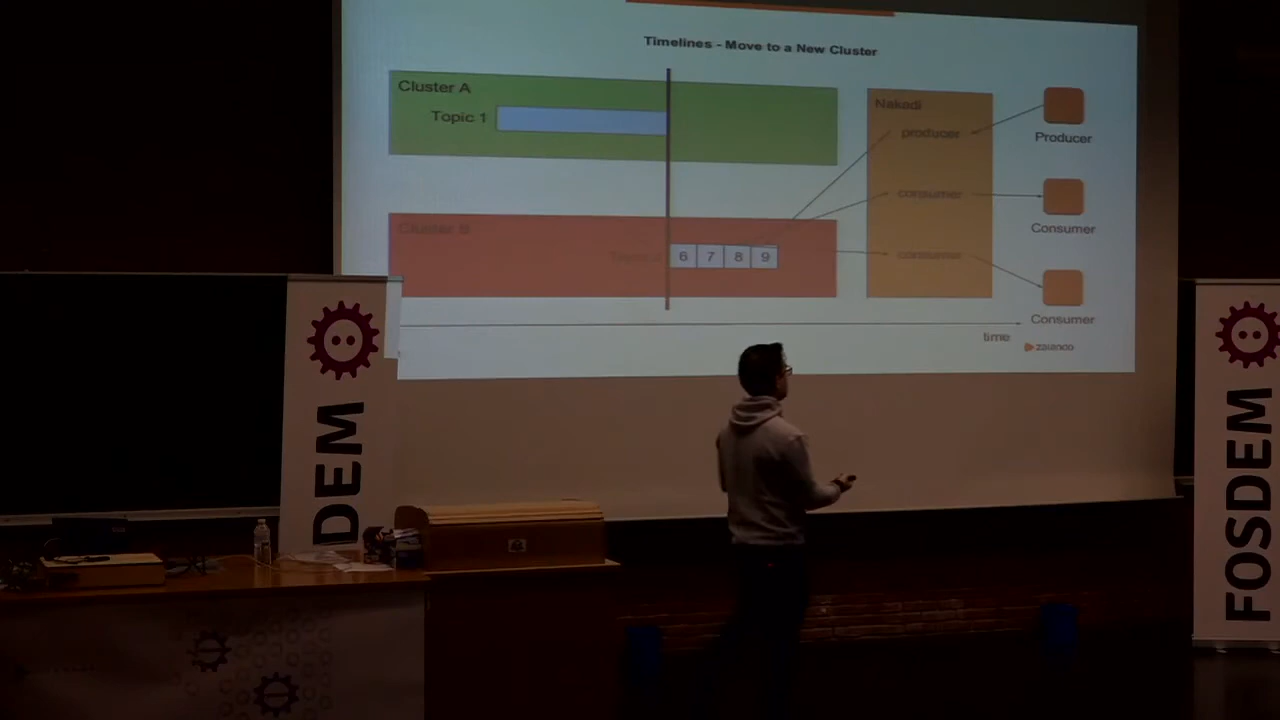 Timelines - Move to a New Cluster
Cluster A
Topic 1
Nakadi
producer
Producer
consumer
Consumer
Cluster B
6 7 8 9
consumer
Consumer
time
zalando
DEM
FOSDEM